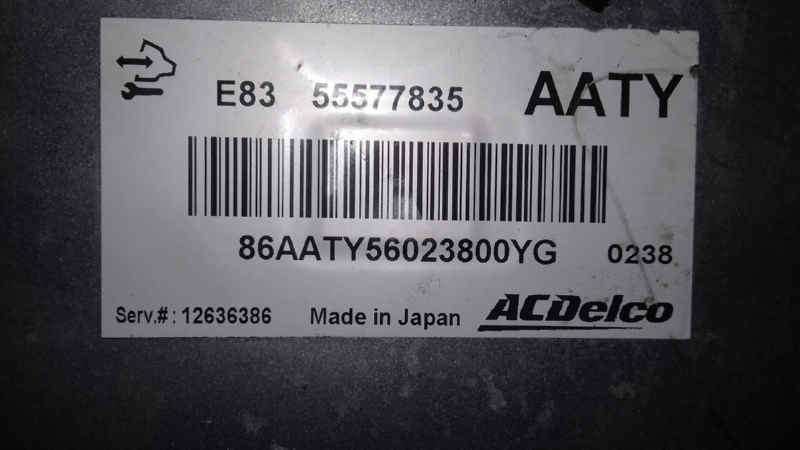 E83 55577835 AATY
86AATY56023800YG 0238
Serv.#: 12636386 Made in Japan ACDelco